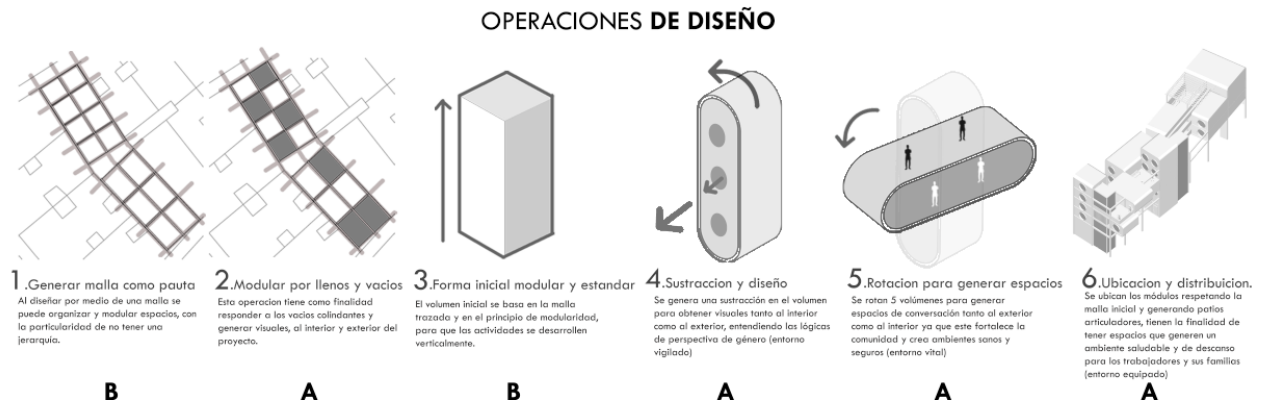 OPERACIONES DE DISEÑO
1.Generar malla como pauta
Al diseñar por medio de una malla se
puede organizar y modular espacios, con
la particularidad de no tener una
jerarquia.
B
2.Modular por llenos y vacios
Esta operacion tiene como finalidad
responder a los vacios colindantes y
generar visuales, al interior y exterior del
proyecto.
A
3.Forma inicial modular y estandar
El volumen inicial se basa en la malla
trazada y en el principio de modularidad,
para que las actividades se desarrollen
verticalmente.
B
4.Sustraccion y diseño
Se genera una sustracción en el volumen
para obtener visuales tanto al interior
como al exterior, entendiendo las lógicas
de perspectiva de género (entorno
vigilado)
A
5.Rotacion para generar espacios
Se rotan 5 volúmenes para generar
espacios de conversación tanto al exterior
como al interior ya que este fortalece la
comunidad y crea ambientes sanos y
seguros (entorno vital)
A
6.Ubicacion y distribuicion.
Se ubican los módulos respetando la
malla inicial y generando patios
articuladores, tienen la finalidad de
tener espacios que generen un
ambiente saludable y de descanso
para los trabajadores y sus familias
(entorno equipado)
A